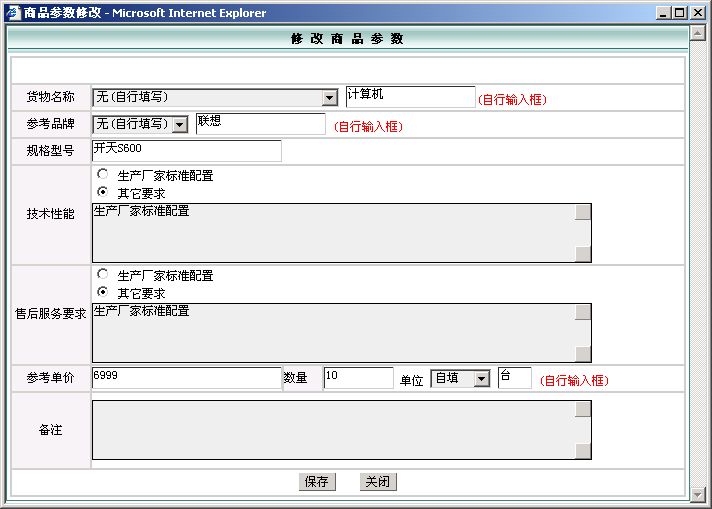 商品参数修改 - Microsoft Internet Explorer
修 改 商 品 参 数
货物名称 无(自行填写) 计算机 (自行输入框)
参考品牌 无(自行填写) 联想 (自行输入框)
规格型号 开天S600
生产厂家标准配置
其它要求
技术性能 生产厂家标准配置
生产厂家标准配置
其它要求
售后服务要求 生产厂家标准配置
参考单价 6999 数量 10 单位 自填 台 (自行输入框)
备注
保存 关闭